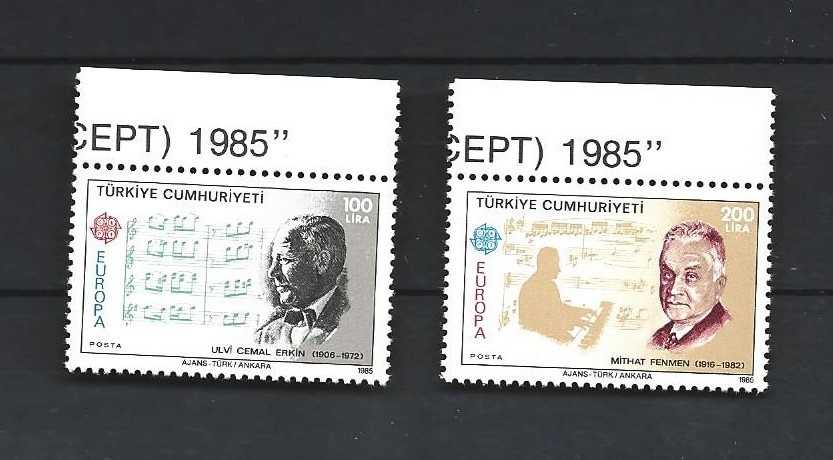 CEPT) 1985”
TÜRKİYE CUMHURİYETİ
100
LİRA
EUROPA
ULVİ CEMAL ERKİN (1906-1972)
POSTA
AJANS-TÜRK/ANKARA
1985
CEPT) 1985”
TÜRKİYE CUMHURİYETİ
200
LİRA
EUROPA
MİTHAT FENMEN (1916-1982)
POSTA
AJANS-TÜRK/ANKARA
1985